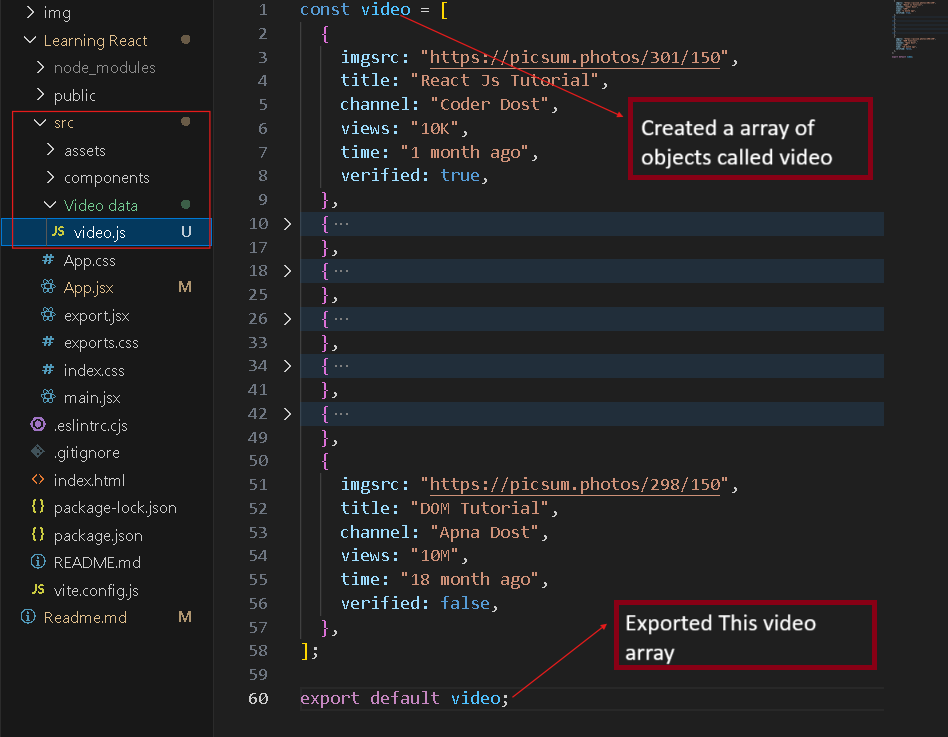 img
Learning React
node_modules
public
src
assets
components
Video data
JS video.js U
# App.css
App.jsx M
export.jsx
# exports.css
# index.css
main.jsx
.eslintrc.cjs
.gitignore
<> index.html
{} package-lock.json
{} package.json
README.md
JS vite.config.js
Readme.md M
1 const video = [
2 {
3 imgsrc: "https://picsum.photos/301/150",
4 title: "React Js Tutorial",
5 channel: "Coder Dost",
6 views: "10K",
7 time: "1 month ago",
8 verified: true,
9 },
10 { ···
17 },
18 { ···
25 },
26 { ···
33 },
34 { ···
41 },
42 { ···
49 },
50 {
51 imgsrc: "https://picsum.photos/298/150",
52 title: "DOM Tutorial",
53 channel: "Apna Dost",
54 views: "10M",
55 time: "18 month ago",
56 verified: false,
57 },
58 ];
59
60 export default video;
Created a array of
objects called video
Exported This video
array